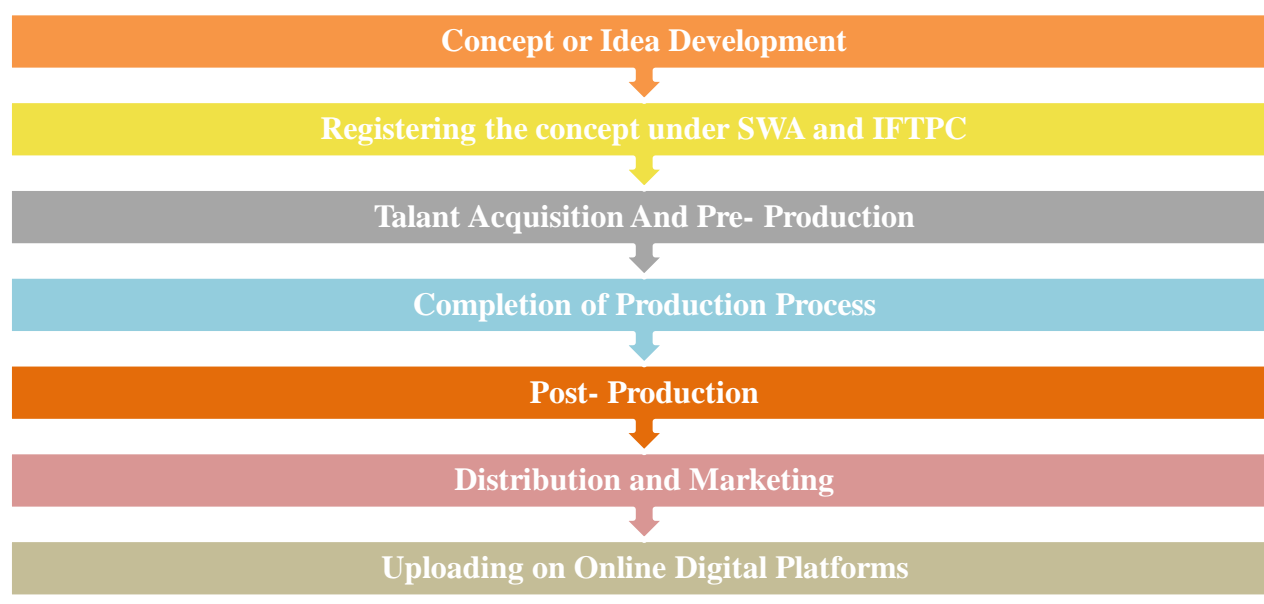 Concept or Idea Development
Registering the concept under SWA and IFTPC
Talant Acquisition And Pre- Production
Completion of Production Process
Post- Production
Distribution and Marketing
Uploading on Online Digital Platforms